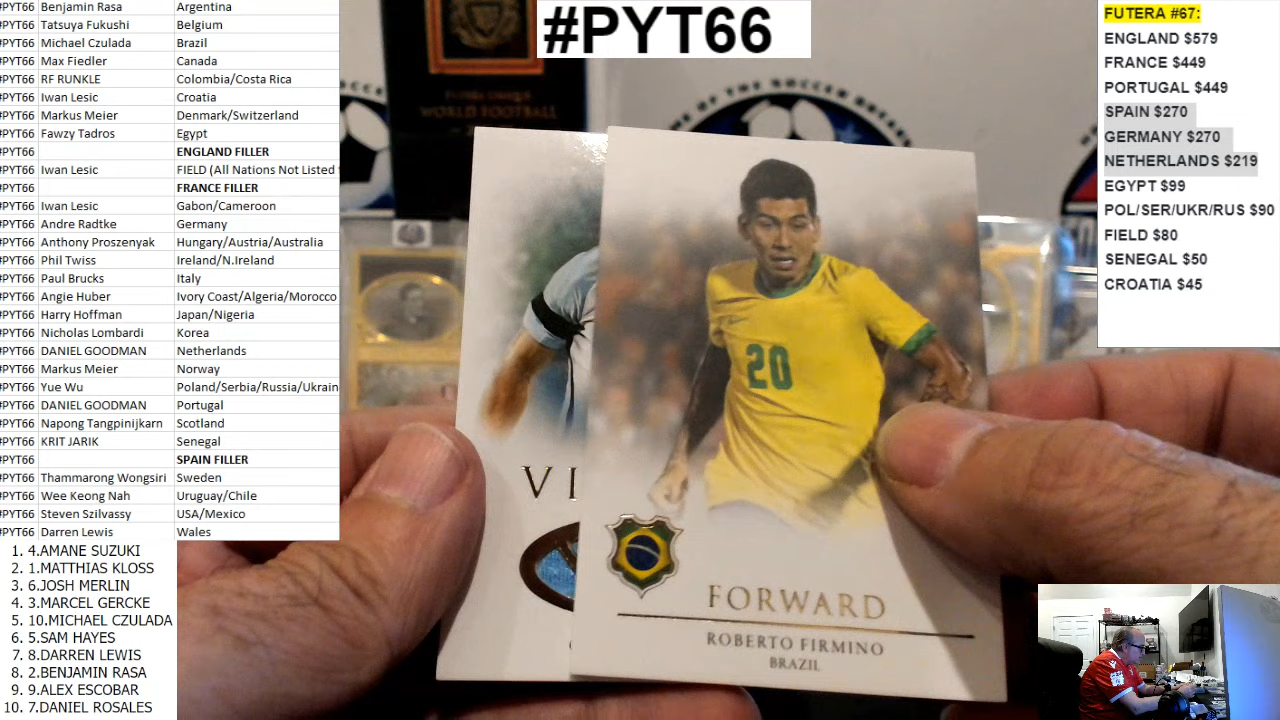 #PYT66 Benjamin Rasa Argentina
#PYT66 Tatsuya Fukushi Belgium
#PYT66 Michael Czulada Brazil
#PYT66 Max Fiedler Canada
#PYT66 RF RUNKLE Colombia/Costa Rica
#PYT66 Iwan Lesic Croatia
#PYT66 Markus Meier Denmark/Switzerland
#PYT66 Fawzy Tadros Egypt
#PYT66 ENGLAND FILLER
#PYT66 Iwan Lesic FIELD (All Nations Not Listed
#PYT66 FRANCE FILLER
#PYT66 Iwan Lesic Gabon/Cameroon
#PYT66 Andre Radtke Germany
#PYT66 Anthony Proszenyak Hungary/Austria/Australia
#PYT66 Phil Twiss Ireland/N.Ireland
#PYT66 Paul Bruks Italy
#PYT66 Angie Huber Ivory Coast/Algeria/Morocco
#PYT66 Harry Hoffman Japan/Nigeria
#PYT66 Nicholas Lombardi Korea
#PYT66 DANIEL GOODMAN Netherlands
#PYT66 Markus Meier Norway
#PYT66 Yue Wu Poland/Serbia/Russia/Ukrain
#PYT66 DANIEL GOODMAN Portugal
#PYT66 Napong Tangpinijkarn Scotland
#PYT66 KRIT JARIK Senegal
#PYT66 SPAIN FILLER
#PYT66 Thammarong Wongsiri Sweden
#PYT66 Wee Keong Nah Uruguay/Chile
#PYT66 Steven Szilvassy USA/Mexico
#PYT66 Darren Lewis Wales
1. 4.AMANE SUZUKI
2. 1.MATTHIAS KLOSS
3. 6.JOSH MERLIN
4. 3.MARCEL GERCKE
5. 10.MICHAEL CZULADA
6. 5.SAM HAYES
7. 8.DARREN LEWIS
8. 2.BENJAMIN RASA
9. 9.ALEX ESCOBAR
10. 7.DANIEL ROSALES
#PYT66
WORLD FOOTBALL
OF THE SOCCER
20
VI
FORWARD
ROBERTO FIRMINO
BRAZIL
FUTERA #67:
ENGLAND $579
FRANCE $449
PORTUGAL $449
SPAIN $270
GERMANY $270
NETHERLANDS $219
EGYPT $99
POL/SER/UKR/RUS $90
FIELD $80
SENEGAL $50
CROATIA $45